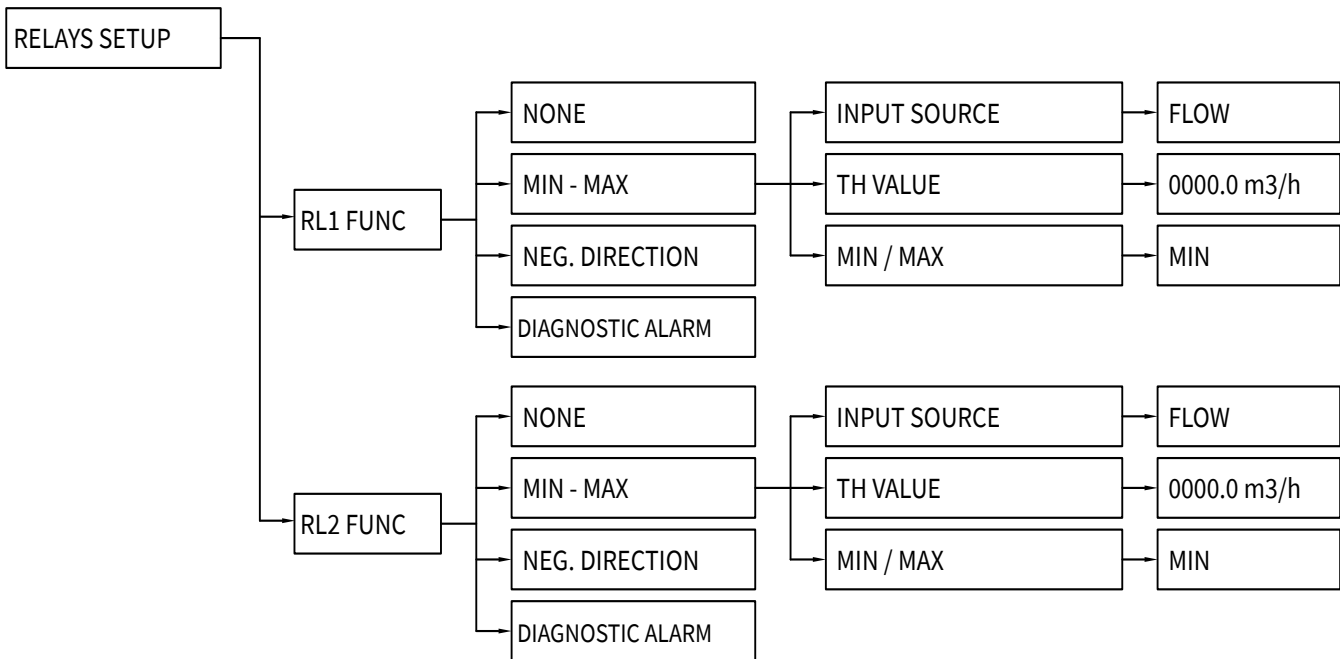 RELAYS SETUP
NONE
INPUT SOURCE
FLOW
MIN - MAX
TH VALUE
0000.0 m3/h
RL1 FUNC
NEG. DIRECTION
MIN / MAX
MIN
DIAGNOSTIC ALARM
NONE
INPUT SOURCE
FLOW
MIN - MAX
TH VALUE
0000.0 m3/h
RL2 FUNC
NEG. DIRECTION
MIN / MAX
MIN
DIAGNOSTIC ALARM